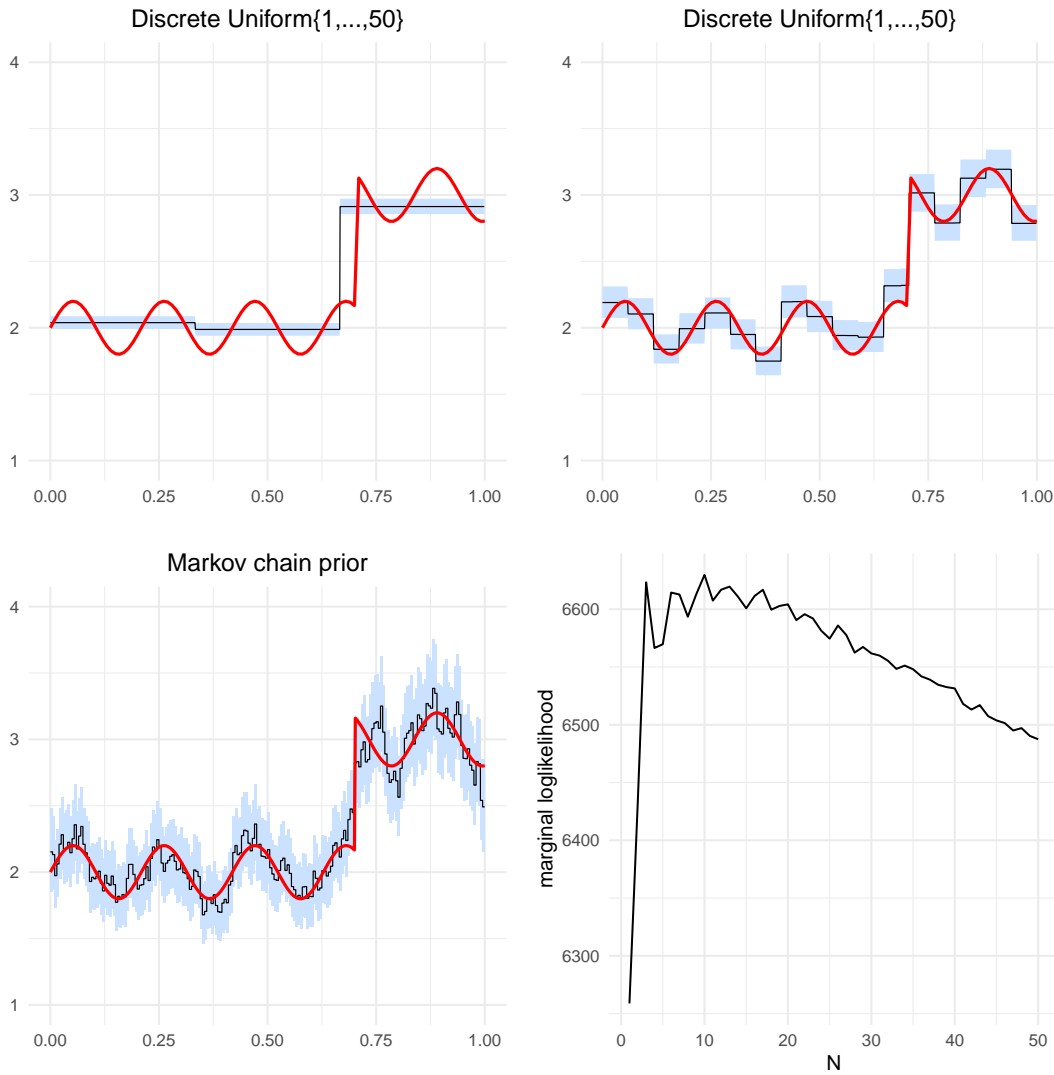 Discrete Uniform{1,...,50}
4
3
2
1
0.00 0.25 0.50 0.75 1.00
Discrete Uniform{1,...,50}
4
3
2
1
0.00 0.25 0.50 0.75 1.00
Markov chain prior
4
3
2
1
0.00 0.25 0.50 0.75 1.00
marginal loglikelihood
6600
6500
6400
6300
0 10 20 30 40 50
N